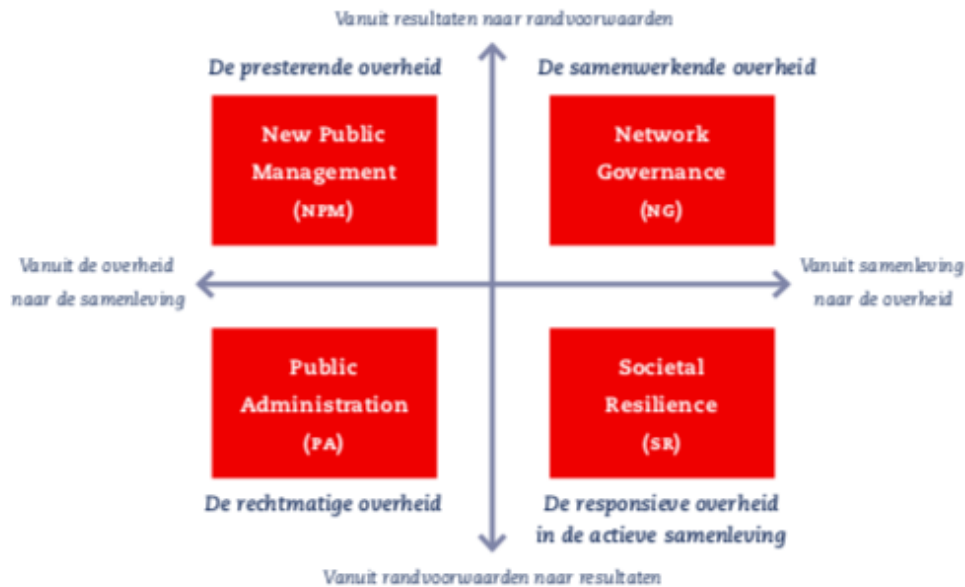 Vanuit resultaten naar randvoorwaarden
De presterende overheid
De samenwerkende overheid
New Public
Management
(NPM)
Network
Governance
(NG)
Vanuit de overheid
naar de samenleving
Vanuit samenleving
naar de overheid
Public
Administration
(PA)
Societal
Resilience
(SR)
De rechtmatige overheid
De responsieve overheid
in de actieve samenleving
Vanuit randvoorwaarden naar resultaten